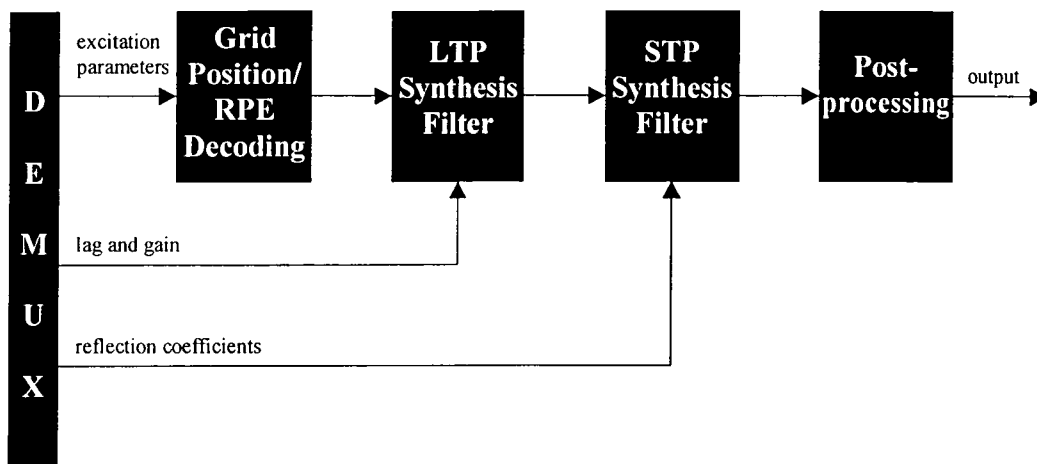 D
E
M
U
X
excitation
parameters
Grid
Position/
RPE
Decoding
LTP
Synthesis
Filter
STP
Synthesis
Filter
Post-
processing
output
lag and gain
reflection coefficients